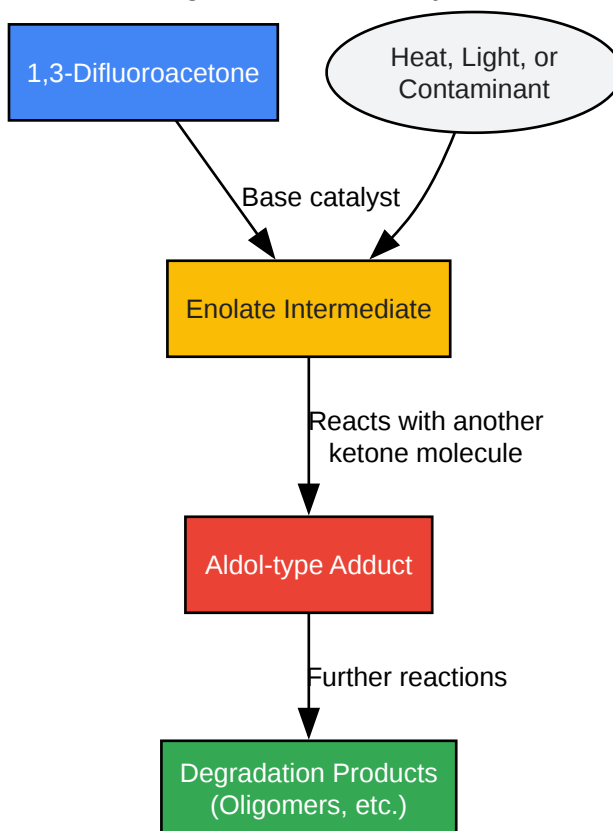 1,3-Difluoroacetone
Heat, Light, or
Contaminant
Base catalyst
Enolate Intermediate
Reacts with another
ketone molecule
Aldol-type Adduct
Further reactions
Degradation Products
(Oligomers, etc.)